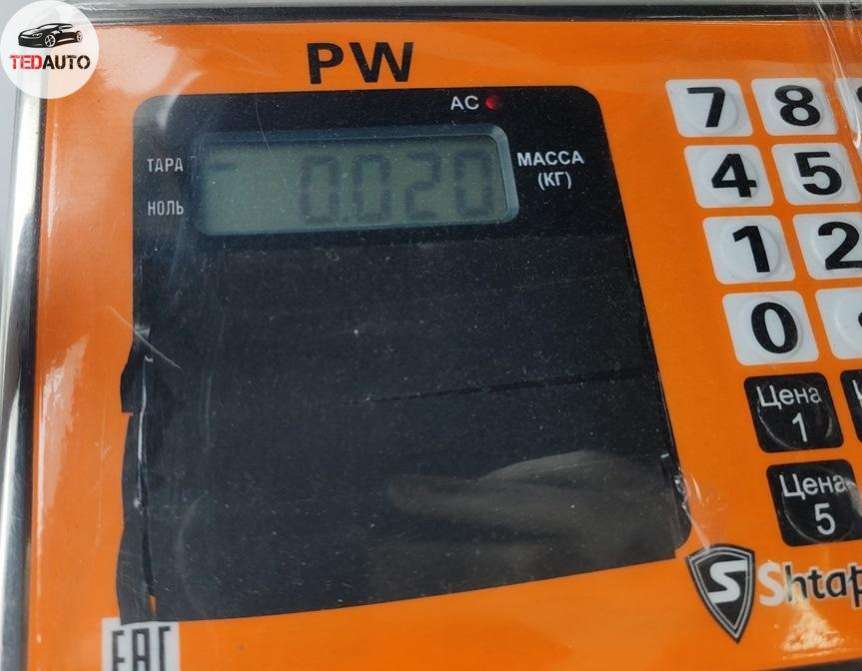 TEDAUTO
PW
AC
ТАРА
НОЛЬ
0.020
МАССА
(КГ)
7 8
4 5
1 2
0
Цена
1
Цена
5
Shtap
EAC